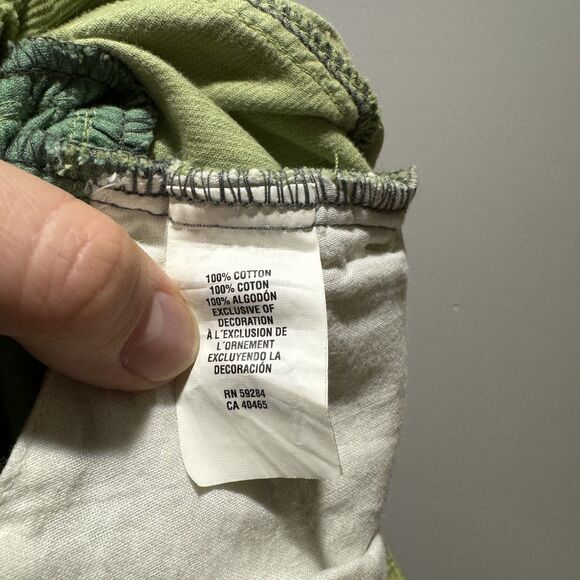 100% COTTON
100% COTON
100% ALGODÓN
EXCLUSIVE OF
DECORATION
À L'EXCLUSION DE
L'ORNEMENT
EXCLUYENDO LA
DECORACIÓN
RN 59284
CA 40465